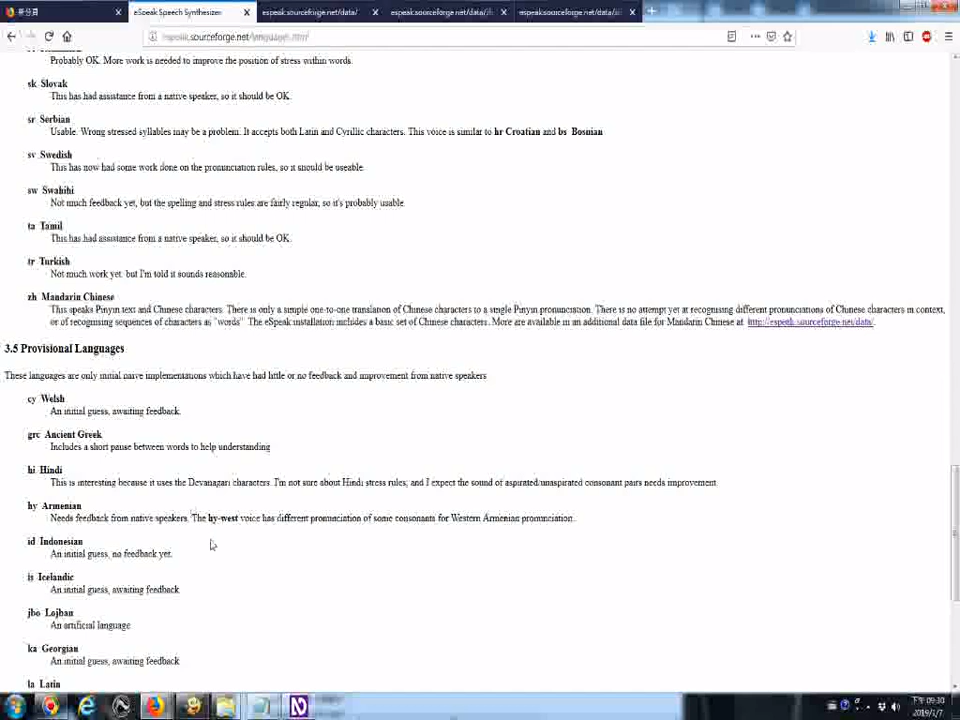 新分頁
eSpeak Speech Synthesizer
espeak.sourceforge.net/data/
espeak.sourceforge.net/data/
espeak.sourceforge.net/data/
espeak.sourceforge.net/languages.html
Probably OK. More work is needed to improve the position of stress within words.
sk Slovak
This has had assistance from a native speaker, so it should be OK.
sr Serbian
Usable. Wrong stressed syllables may be a problem. It accepts both Latin and Cyrillic characters. This voice is similar to hr Croatian and bs Bosnian
sv Swedish
This has now had some work done on the pronunciation rules, so it should be useable.
sw Swahihi
Not much feedback yet, but the spelling and stress rules are fairly regular, so it's probably usable.
ta Tamil
This has had assistance from a native speaker, so it should be OK.
tr Turkish
Not much work yet. but I'm told it sounds reasonable.
zh Mandarin Chinese
This speaks Pinyin text and Chinese characters. There is only a simple one-to-one translation of Chinese characters to a single Pinyin pronunciation. There is no attempt yet at recognising different pronunciations of Chinese characters in context,
or of recognising sequences of characters as "words". The eSpeak installation includes a basic set of Chinese characters. More are available in an additional data file for Mandarin Chinese at: http://espeak.sourceforge.net/data/.
3.5 Provisional Languages
These languages are only initial naive implementations which have had little or no feedback and improvement from native speakers
cy Welsh
An initial guess, awaiting feedback.
grc Ancient Greek
Includes a short pause between words to help understanding
hi Hindi
This is interesting because it uses the Devanagari characters. I'm not sure about Hindi stress rules, and I expect the sound of aspirated/unaspirated consonant pairs needs improvement.
hy Armenian
Needs feedback from native speakers. The hy-west voice has different pronunciation of some consonants for Western Armenian pronunciation.
id Indonesian
An initial guess, no feedback yet.
is Icelandic
An initial guess, awaiting feedback
jbo Lojban
An artificial language
ka Georgian
An initial guess, awaiting feedback
la Latin
下午 09:30
2019/1/7